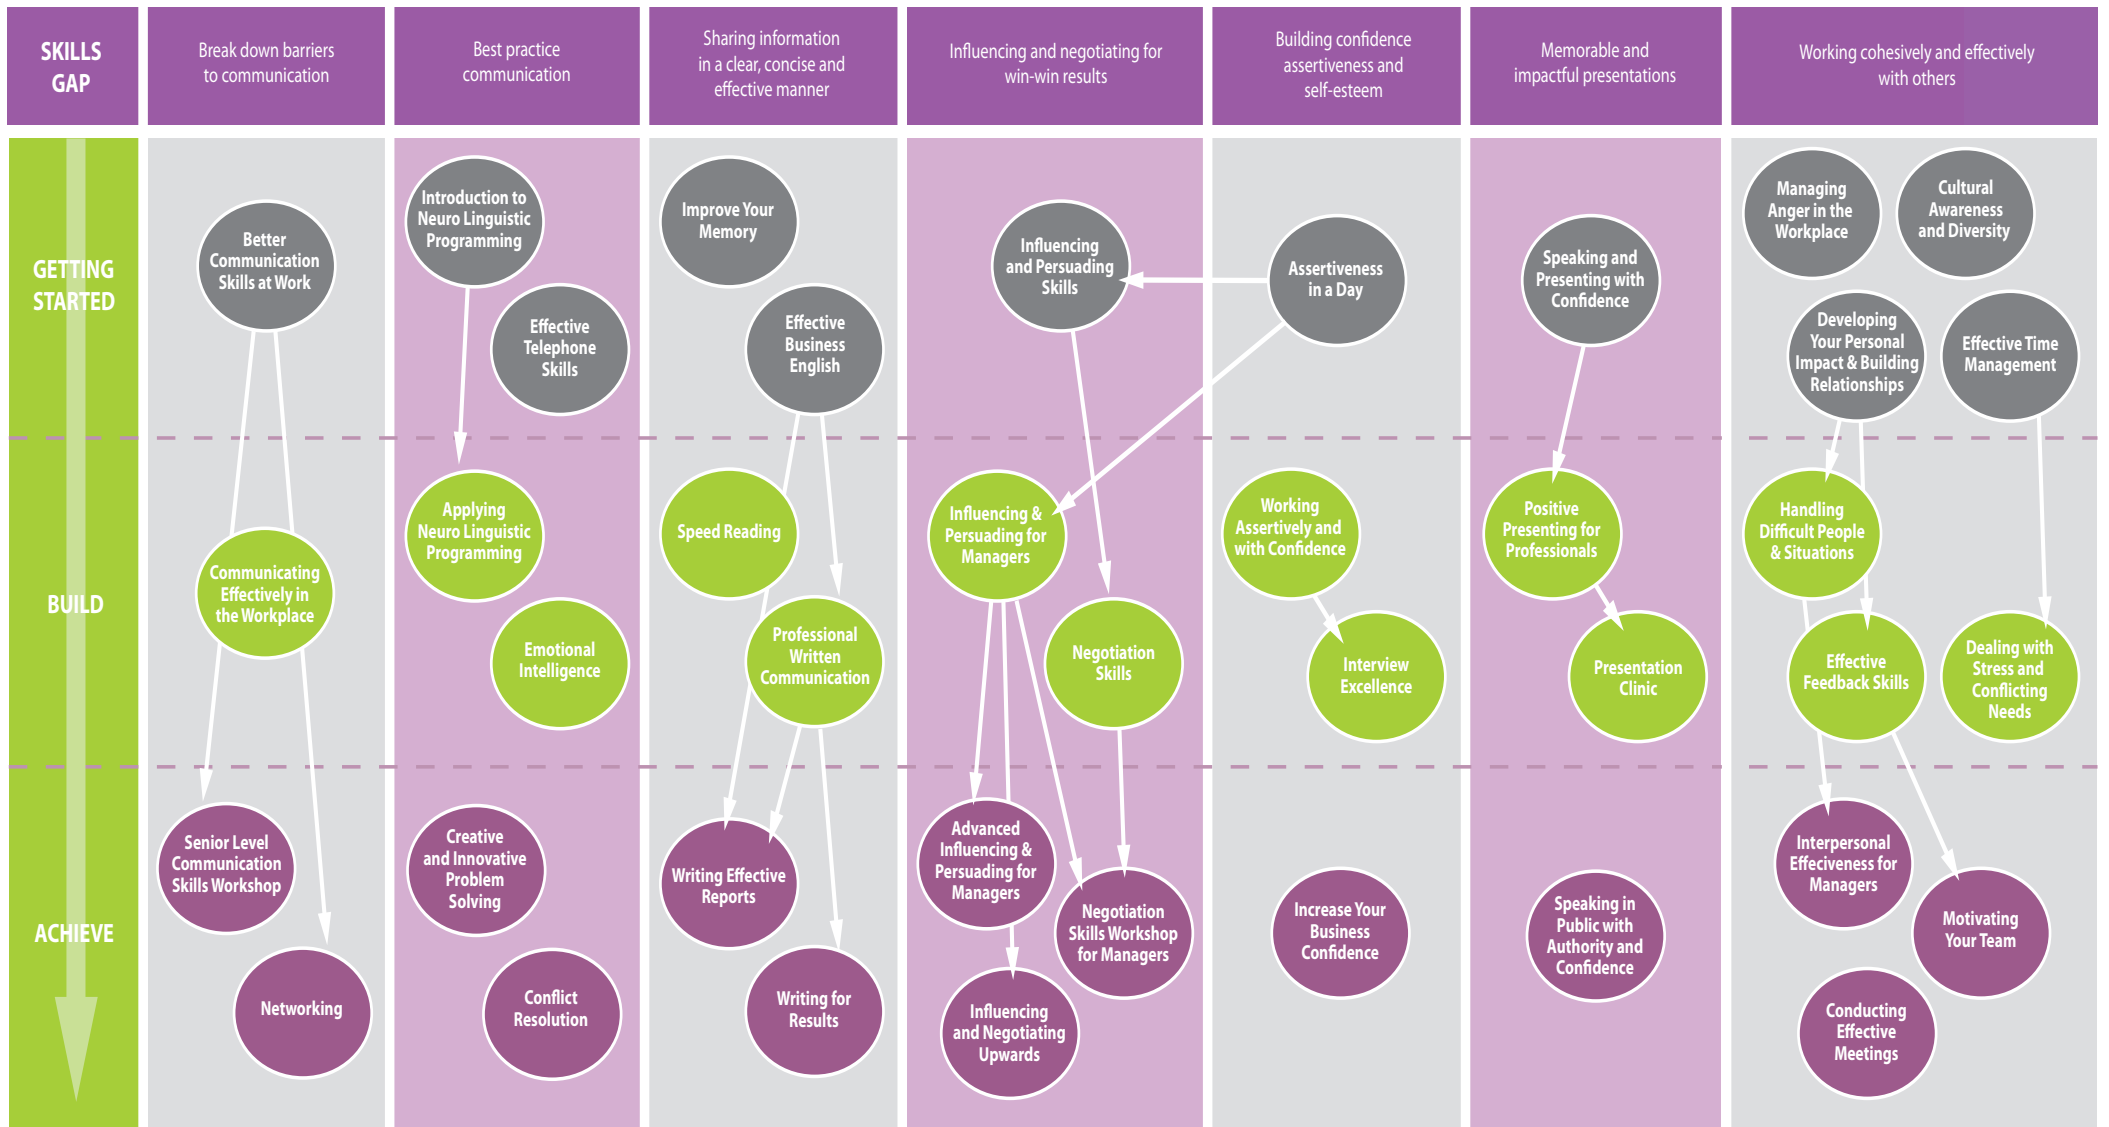 SKILLS
GAP
Break down barriers
to communication
Best practice
communication
Sharing information
in a clear, concise and
effective manner
Influencing and negotiating for
win-win results
Building confidence
assertiveness and
self-esteem
Memorable and
impactful presentations
Working cohesively and effectively
with others
GETTING
STARTED
Better
Communication
Skills at Work
Introduction to
Neuro Linguistic
Programming
Effective
Telephone
Skills
Improve Your
Memory
Effective
Business
English
Influencing
and Persuading
Skills
Assertiveness
in a Day
Speaking and
Presenting with
Confidence
Managing
Anger in the
Workplace
Cultural
Awareness
and Diversity
Developing
Your Personal
Impact & Building
Relationships
Effective Time
Management
BUILD
Communicating
Effectively in
the Workplace
Applying
Neuro Linguistic
Programming
Emotional
Intelligence
Speed Reading
Professional
Written
Communication
Influencing &
Persuading for
Managers
Negotiation
Skills
Working
Assertively and
with Confidence
Interview
Excellence
Positive
Presenting for
Professionals
Presentation
Clinic
Handling
Difficult People
& Situations
Effective
Feedback Skills
Dealing with
Stress and
Conflicting
Needs
ACHIEVE
Senior Level
Communication
Skills Workshop
Networking
Creative
and Innovative
Problem
Solving
Conflict
Resolution
Writing Effective
Reports
Writing for
Results
Advanced
Influencing &
Persuading for
Managers
Negotiation
Skills Workshop
for Managers
Influencing
and Negotiating
Upwards
Increase Your
Business
Confidence
Speaking in
Public with
Authority and
Confidence
Interpersonal
Effeciveness for
Managers
Motivating
Your Team
Conducting
Effective
Meetings